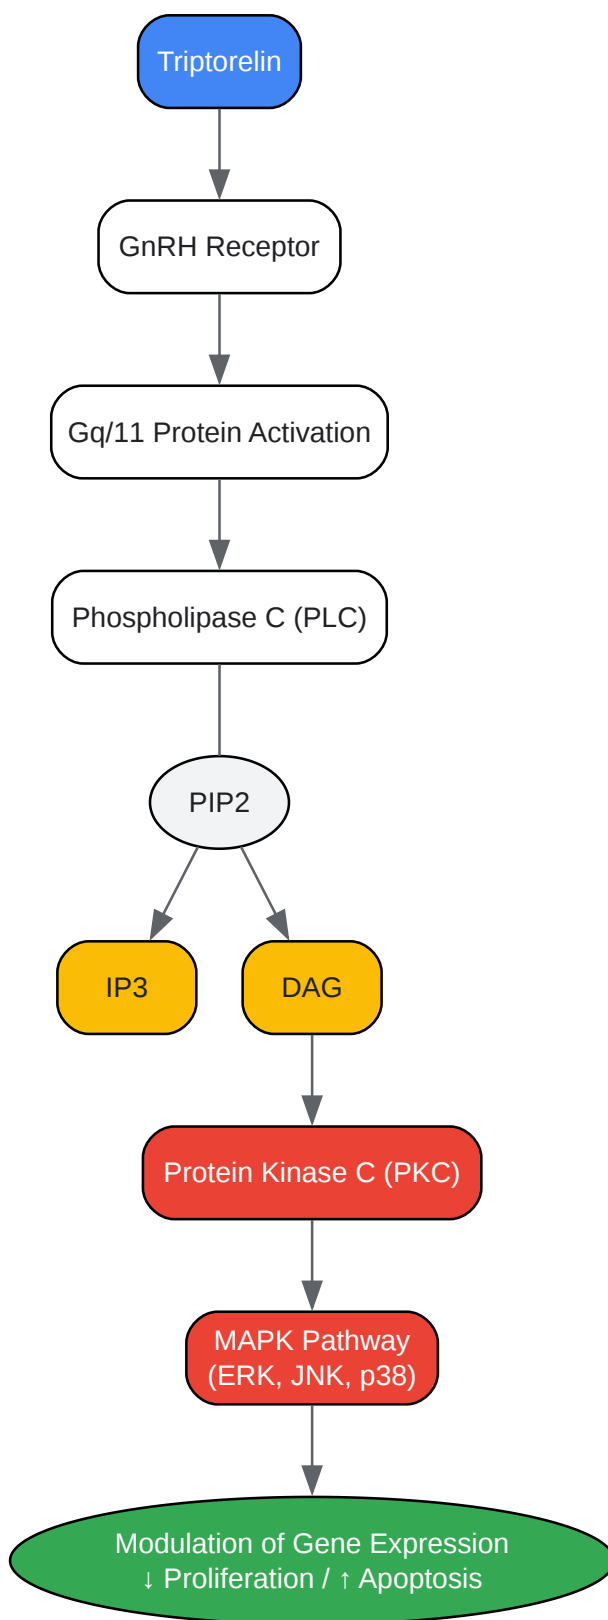 Triptorelin
GnRH Receptor
Gq/11 Protein Activation
Phospholipase C (PLC)
PIP2
IP3
DAG
Protein Kinase C (PKC)
MAPK Pathway
(ERK, JNK, p38)
Modulation of Gene Expression
↓ Proliferation / ↑ Apoptosis